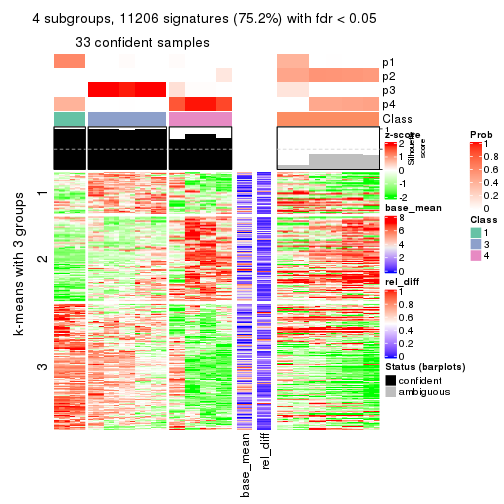 4 subgroups, 11206 signatures (75.2%) with fdr < 0.05
33 confident samples
p1
p2
p3
p4
Class
1
Silhouette
score
z-score
2
1
0
-1
-2
base_mean
8
6
4
2
0
rel_diff
1
0.8
0.6
0.4
0.2
0
Status (barplots)
confident
ambiguous
Prob
1
0.8
0.6
0.4
0.2
0
Class
1
3
4
k-means with 3 groups
1
2
3
base_mean
rel_diff